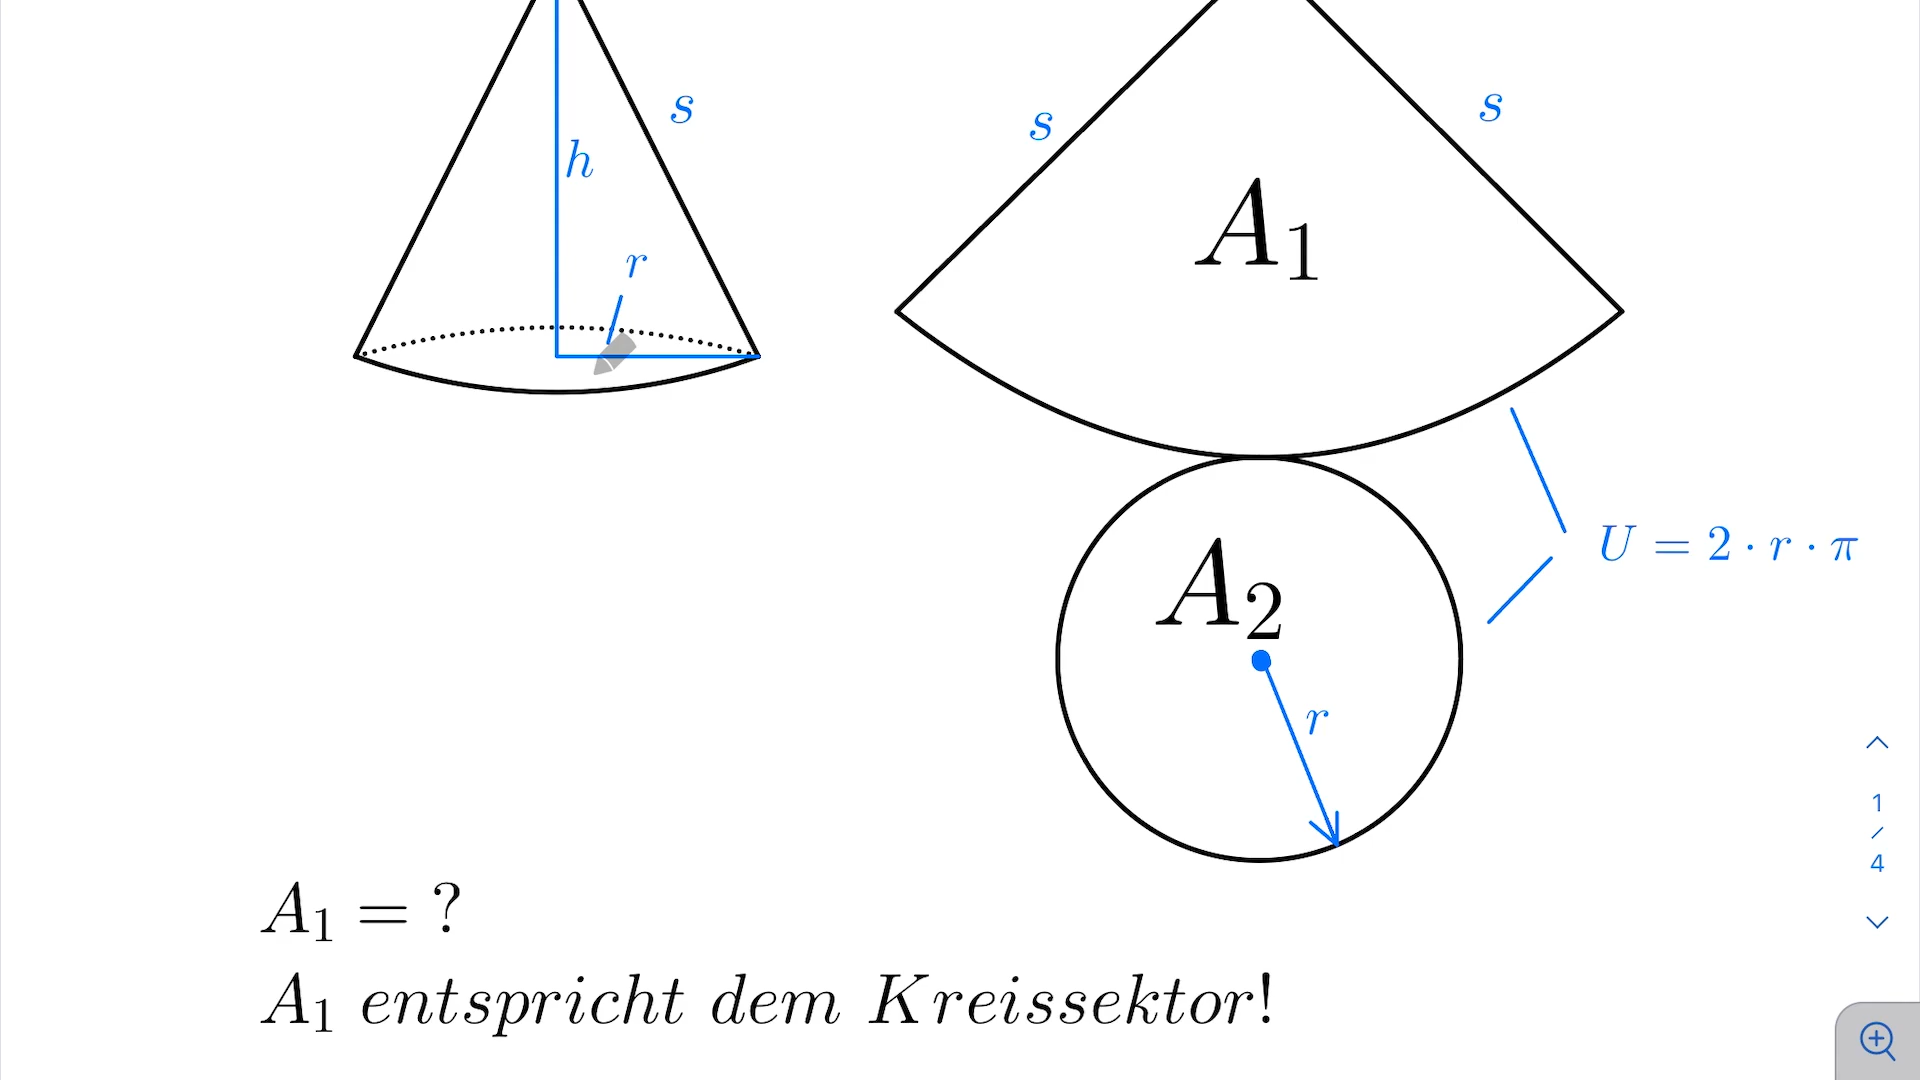 s
h
r
s
s
A₁
U = 2 · r · π
A₂
r
1
/
4
A₁ = ?
A₁ entspricht dem Kreissektor!